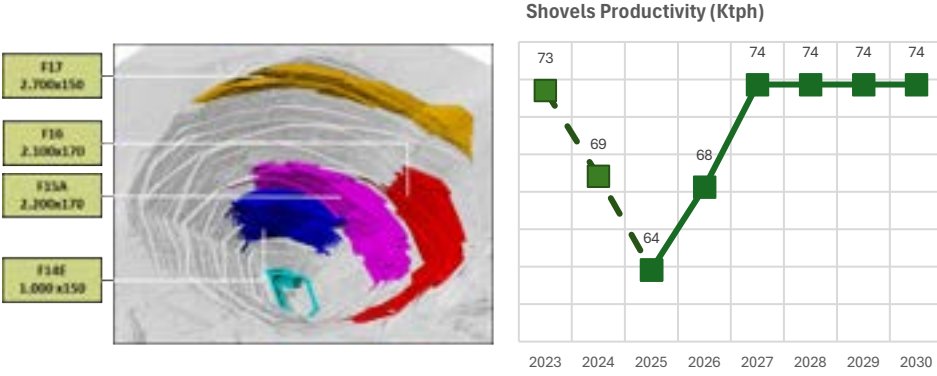 Shovels Productivity (Ktph)
F17
2.700x150
F16
2.100x170
F15A
2.200x170
F14E
1.000 x150
73
69
64
68
74
74
74
74
2023 2024 2025 2026 2027 2028 2029 2030